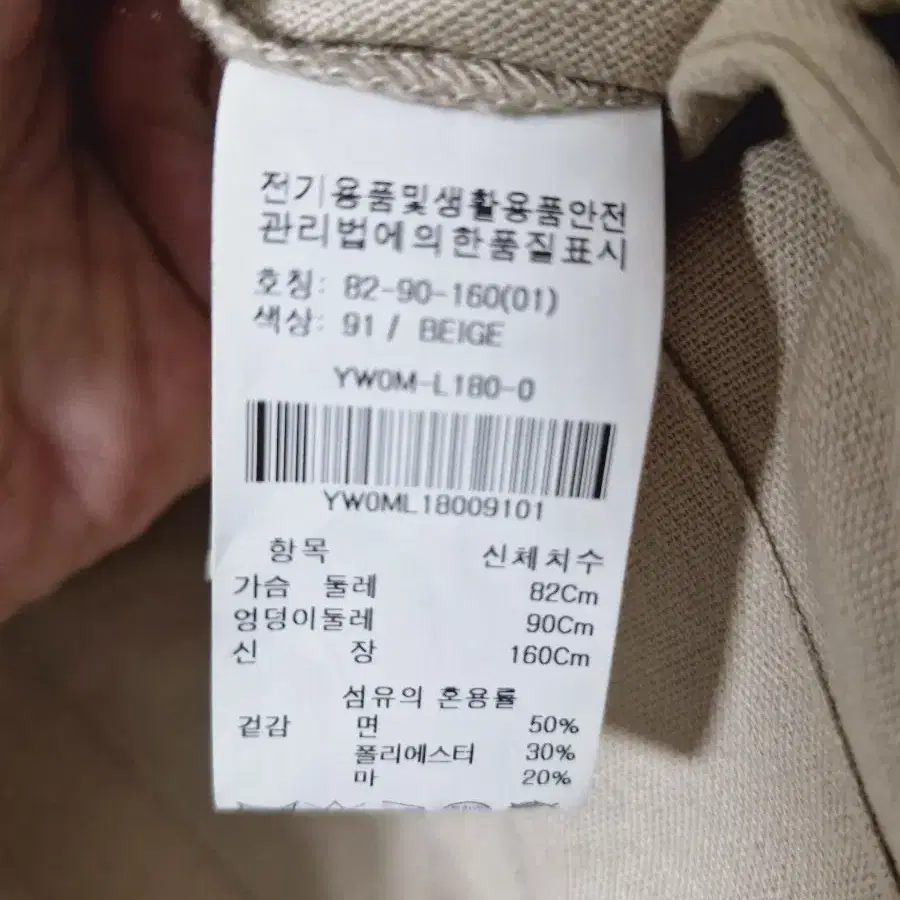 전기용품및생활용품안전
관리법에의한품질표시
호칭: 82-90-160(01)
색상: 91 / BEIGE
YW0M-L180-0
YW0ML18009101
항목 신체치수
가슴 둘레 82Cm
엉덩이둘레 90Cm
신 장 160Cm
섬유의 혼용률
겉감 면 50%
폴리에스터 30%
마 20%